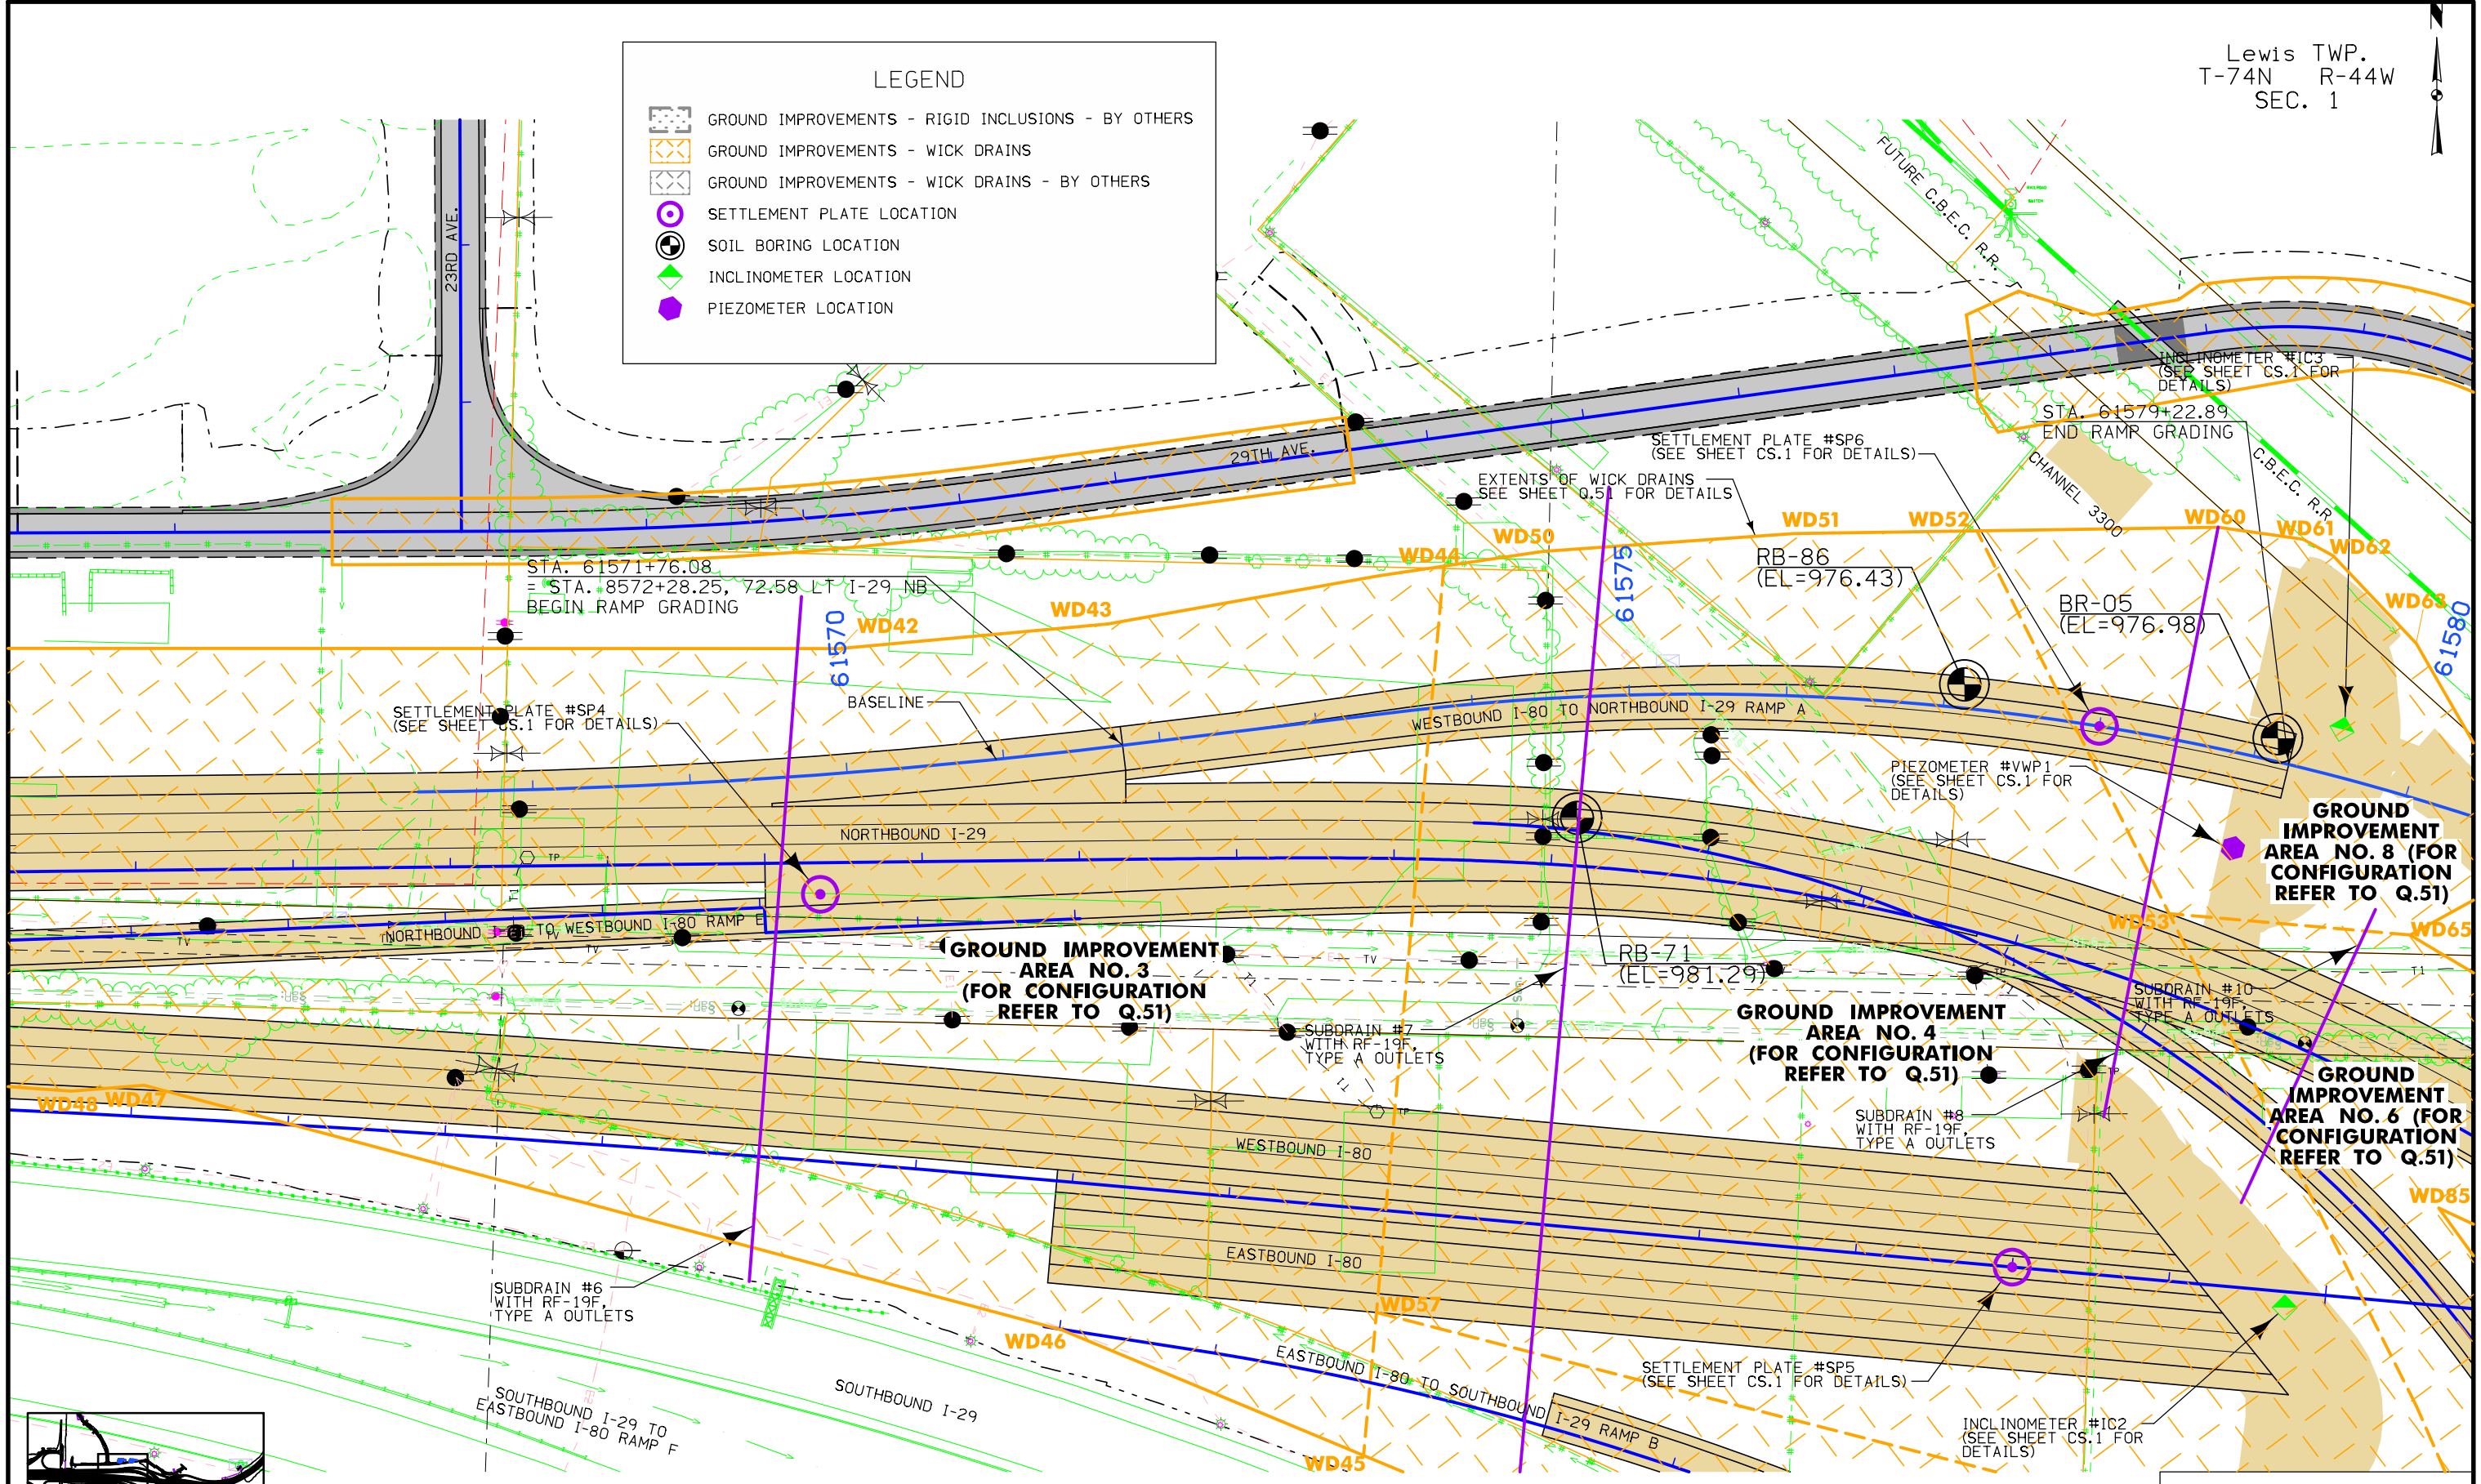 Lewis TWP.
T-74N R-44W
SEC. 1
N
LEGEND
GROUND IMPROVEMENTS - RIGID INCLUSIONS - BY OTHERS
GROUND IMPROVEMENTS - WICK DRAINS
GROUND IMPROVEMENTS - WICK DRAINS - BY OTHERS
SETTLEMENT PLATE LOCATION
SOIL BORING LOCATION
INCLINOMETER LOCATION
PIEZOMETER LOCATION
23RD AVE.
29TH AVE.
FUTURE C.B.E.C. R.R.
INCLINOMETER #IC3
(SEE SHEET CS.1 FOR
DETAILS)
STA. 61579+22.89
END RAMP GRADING
C.B.E.C. R.R.
CHANNEL 3300
SETTLEMENT PLATE #SP6
(SEE SHEET CS.1 FOR DETAILS)
EXTENTS OF WICK DRAINS
SEE SHEET Q.51 FOR DETAILS
WD51
WD52
WD60
WD61
WD62
WD63
WD50
WD44
WD43
WD42
61570
61575
61580
RB-86
(EL=976.43)
BR-05
(EL=976.98)
STA. 61571+76.08
= STA. 8572+28.25, 72.58 LT I-29 NB
BEGIN RAMP GRADING
BASELINE
SETTLEMENT PLATE #SP4
(SEE SHEET CS.1 FOR DETAILS)
WESTBOUND I-80 TO NORTHBOUND I-29 RAMP A
PIEZOMETER #VWP1
(SEE SHEET CS.1 FOR
DETAILS)
GROUND
IMPROVEMENT
AREA NO. 8 (FOR
CONFIGURATION
REFER TO Q.51)
NORTHBOUND I-29
TP
T1
NORTHBOUND I-29 TO WESTBOUND I-80 RAMP E
TV
TV
TV
TV
GROUND IMPROVEMENT
AREA NO. 3
(FOR CONFIGURATION
REFER TO Q.51)
RB-71
(EL=981.29)
WD53
WD65
T1
T1
TP
SUBDRAIN #10
WITH RF-19F,
TYPE A OUTLETS
SUBDRAIN #7
WITH RF-19F,
TYPE A OUTLETS
GROUND IMPROVEMENT
AREA NO. 4
(FOR CONFIGURATION
REFER TO Q.51)
GROUND
IMPROVEMENT
AREA NO. 6 (FOR
CONFIGURATION
REFER TO Q.51)
SUBDRAIN #8
WITH RF-19F,
TYPE A OUTLETS
TP
TP
T1
WD48
WD47
WESTBOUND I-80
EASTBOUND I-80
WD85
SUBDRAIN #6
WITH RF-19F,
TYPE A OUTLETS
WD57
WD46
WD45
EASTBOUND I-80 TO SOUTHBOUND I-29 RAMP B
SETTLEMENT PLATE #SP5
(SEE SHEET CS.1 FOR DETAILS)
INCLINOMETER #IC2
(SEE SHEET CS.1 FOR
DETAILS)
SOUTHBOUND I-29
SOUTHBOUND I-29 TO
EASTBOUND I-80 RAMP F